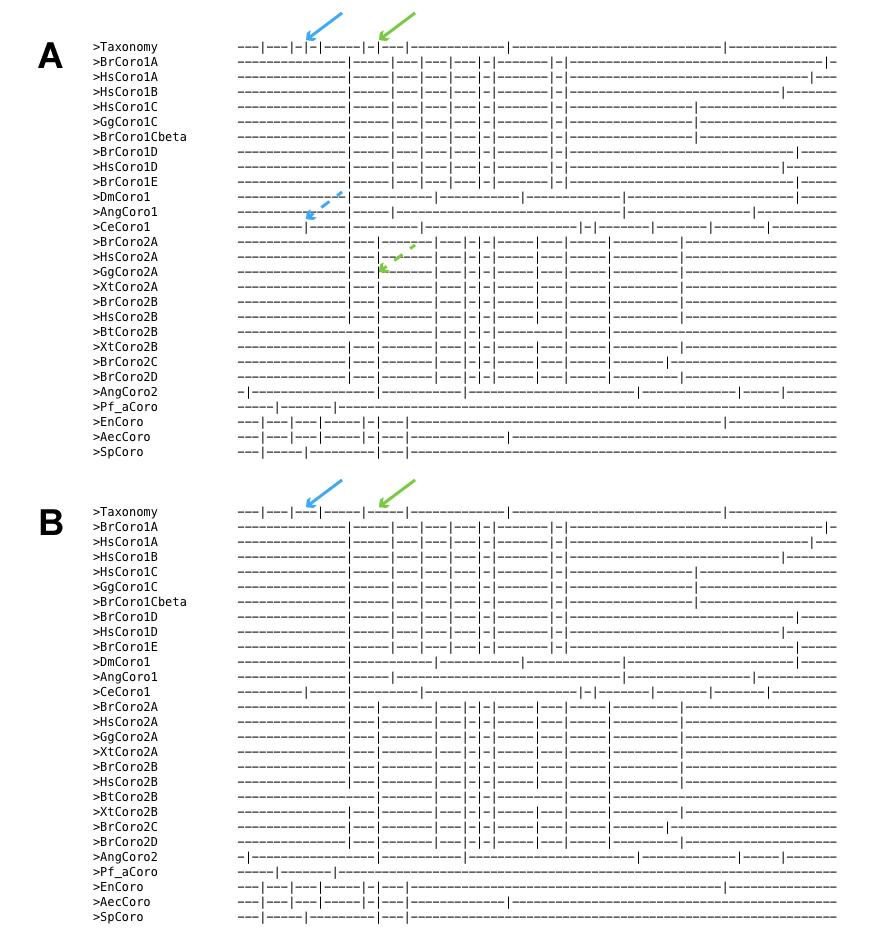 A
>Taxonomy
>BrCoro1A
>HsCoro1A
>HsCoro1B
>HsCoro1C
>GgCoro1C
>BrCoro1Cbeta
>BrCoro1D
>HsCoro1D
>BrCoro1E
>DmCoro1
>AngCoro1
>CeCoro1
>BrCoro2A
>HsCoro2A
>GgCoro2A
>XtCoro2A
>BrCoro2B
>HsCoro2B
>BtCoro2B
>XtCoro2B
>BrCoro2C
>BrCoro2D
>AngCoro2
>Pf_aCoro
>EnCoro
>AecCoro
>SpCoro
B
>Taxonomy
>BrCoro1A
>HsCoro1A
>HsCoro1B
>HsCoro1C
>GgCoro1C
>BrCoro1Cbeta
>BrCoro1D
>HsCoro1D
>BrCoro1E
>DmCoro1
>AngCoro1
>CeCoro1
>BrCoro2A
>HsCoro2A
>GgCoro2A
>XtCoro2A
>BrCoro2B
>HsCoro2B
>BtCoro2B
>XtCoro2B
>BrCoro2C
>BrCoro2D
>AngCoro2
>Pf_aCoro
>EnCoro
>AecCoro
>SpCoro